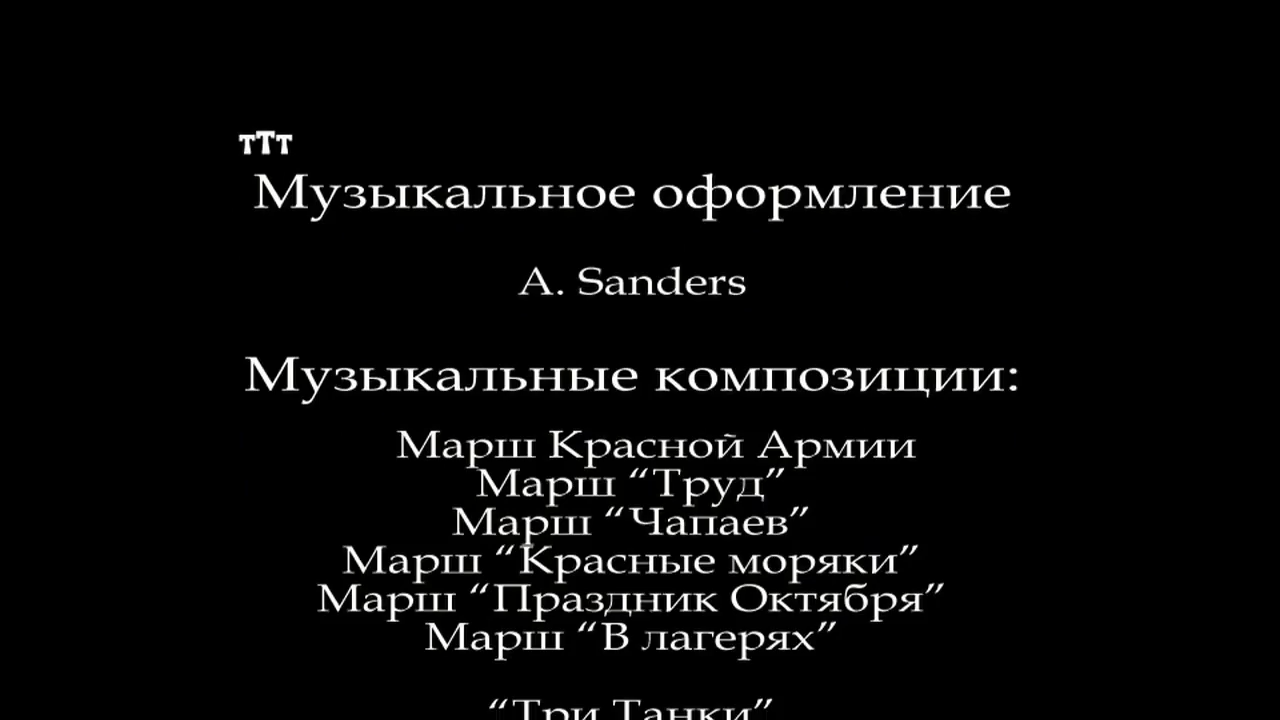 тТт
Музыкальное оформление
A. Sanders
Музыкальные композиции:
Марш Красной Армии
Марш “Труд”
Марш “Чапаев”
Марш “Красные моряки”
Марш “Праздник Октября”
Марш “В лагерях”
“Три Танки”